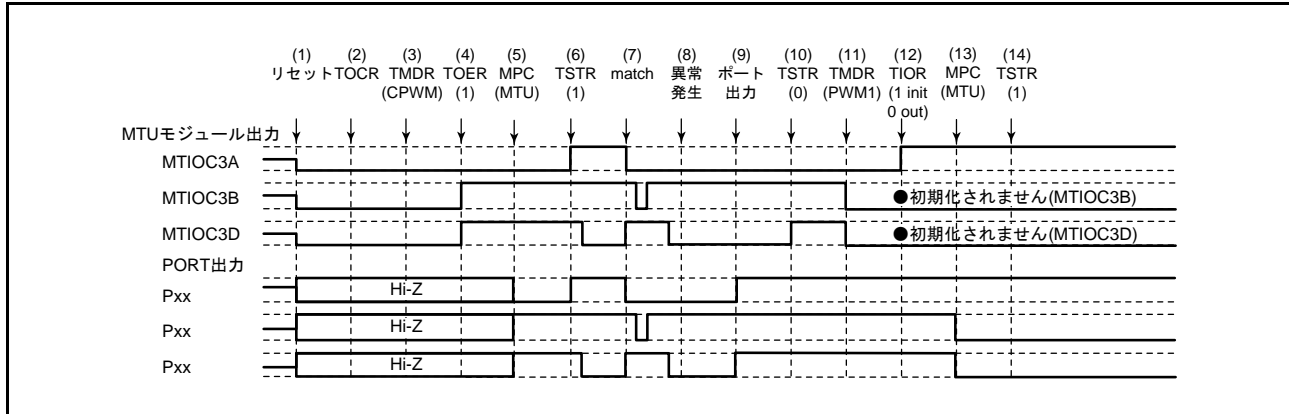 (1) (2) (3) (4) (5) (6) (7) (8) (9) (10) (11) (12) (13) (14)
リセット TOCR TMDR TOER MPC TSTR match 異常 ポート TSTR TMDR TIOR MPC TSTR
(CPWM) (1) (MTU) (1) 発生 出力 (0) (PWM1) (1 init (MTU) (1)
0 out)
MTUモジュール出力
MTIOC3A
MTIOC3B ●初期化されません(MTIOC3B)
MTIOC3D ●初期化されません(MTIOC3D)
PORT出力
Pxx Hi-Z
Pxx Hi-Z
Pxx Hi-Z